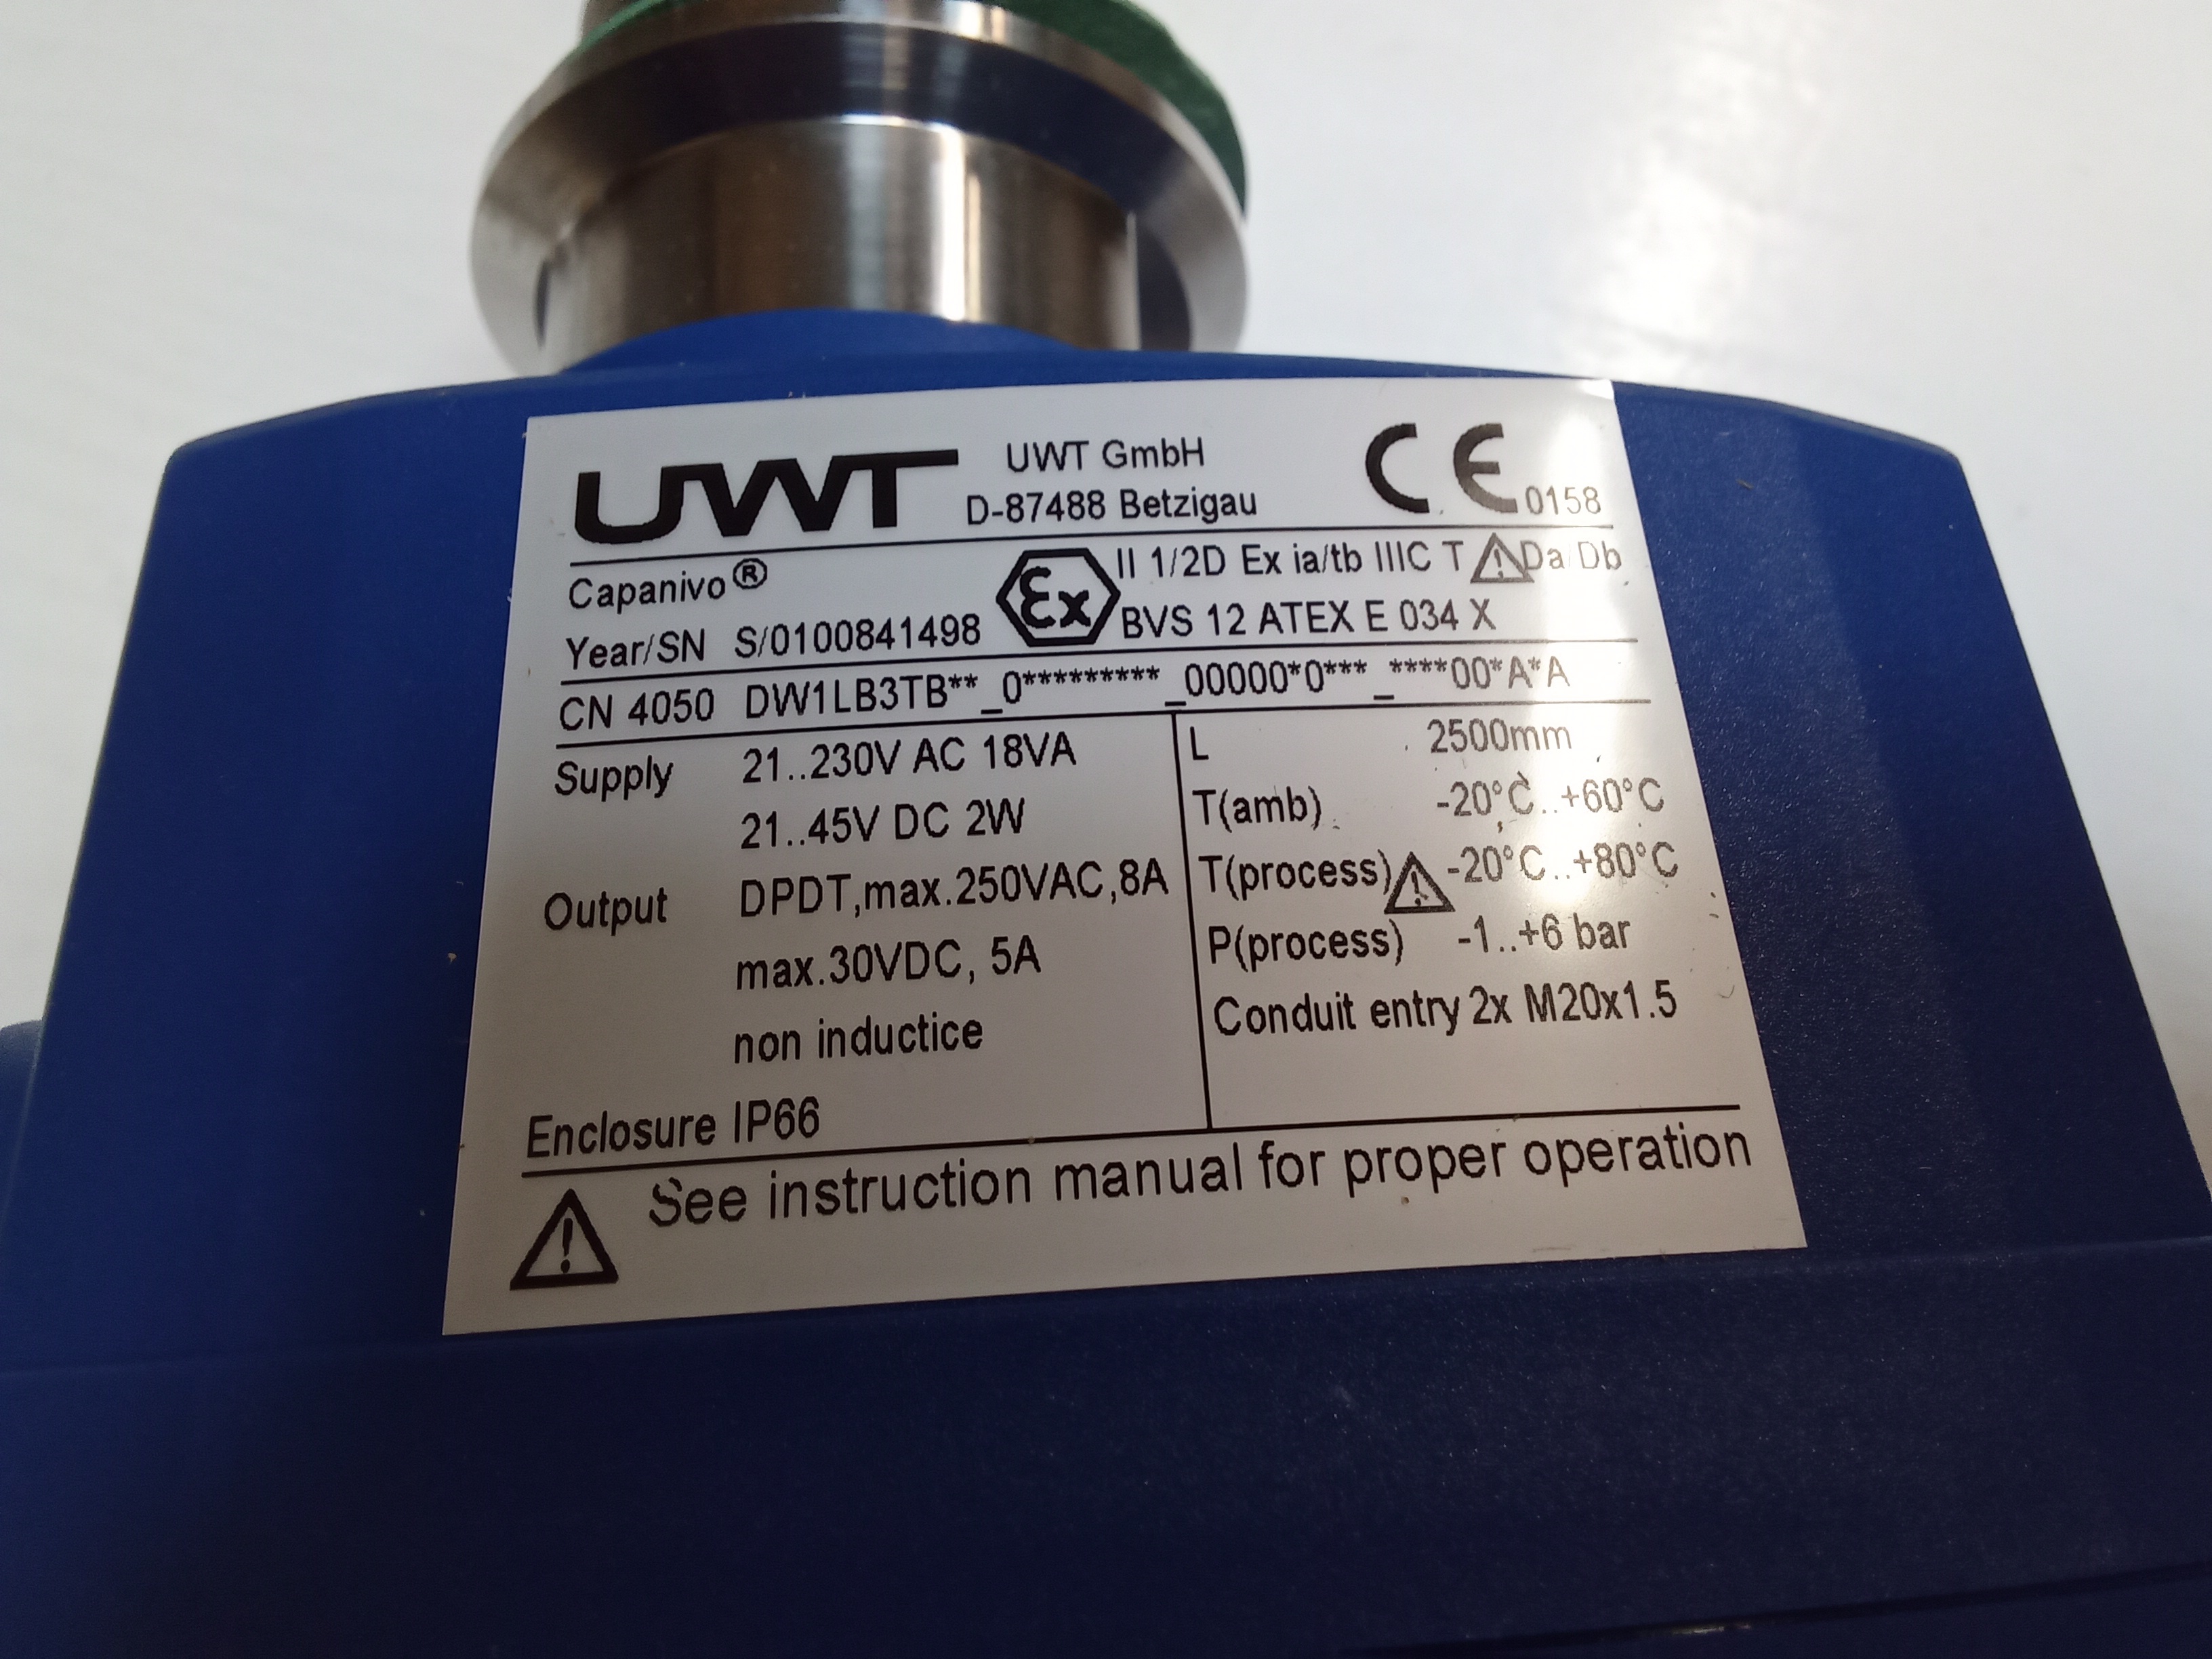 UWT
UWT GmbH
D-87488 Betzigau
CE 0158
Capanivo®
Year/SN S/0100841498
Ex II 1/2D Ex ia/tb IIIC T ⚠ Da/Db
BVS 12 ATEX E 034 X
CN 4050 DW1LB3TB**_0*********_00000*0***_****00*A*A
Supply 21..230V AC 18VA
21..45V DC 2W
Output DPDT,max.250VAC,8A
max.30VDC, 5A
non inductice
Enclosure IP66
L 2500mm
T(amb) -20°C..+60°C
T(process) ⚠ -20°C..+80°C
P(process) -1..+6 bar
Conduit entry 2x M20x1.5
⚠ See instruction manual for proper operation